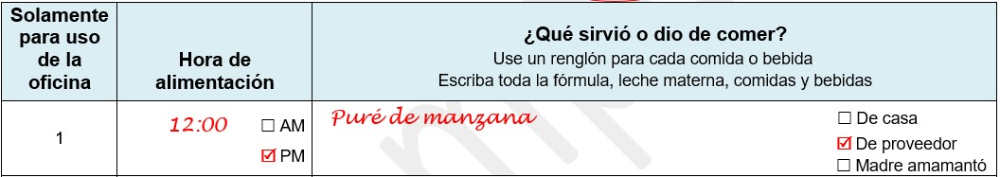 Solamente
para uso
de la
oficina
Hora de
alimentación
¿Qué sirvió o dio de comer?
Use un renglón para cada comida o bebida
Escriba toda la fórmula, leche materna, comidas y bebidas
1
12:00
☐ AM
☑ PM
Puré de manzana
☐ De casa
☑ De proveedor
☐ Madre amamantó